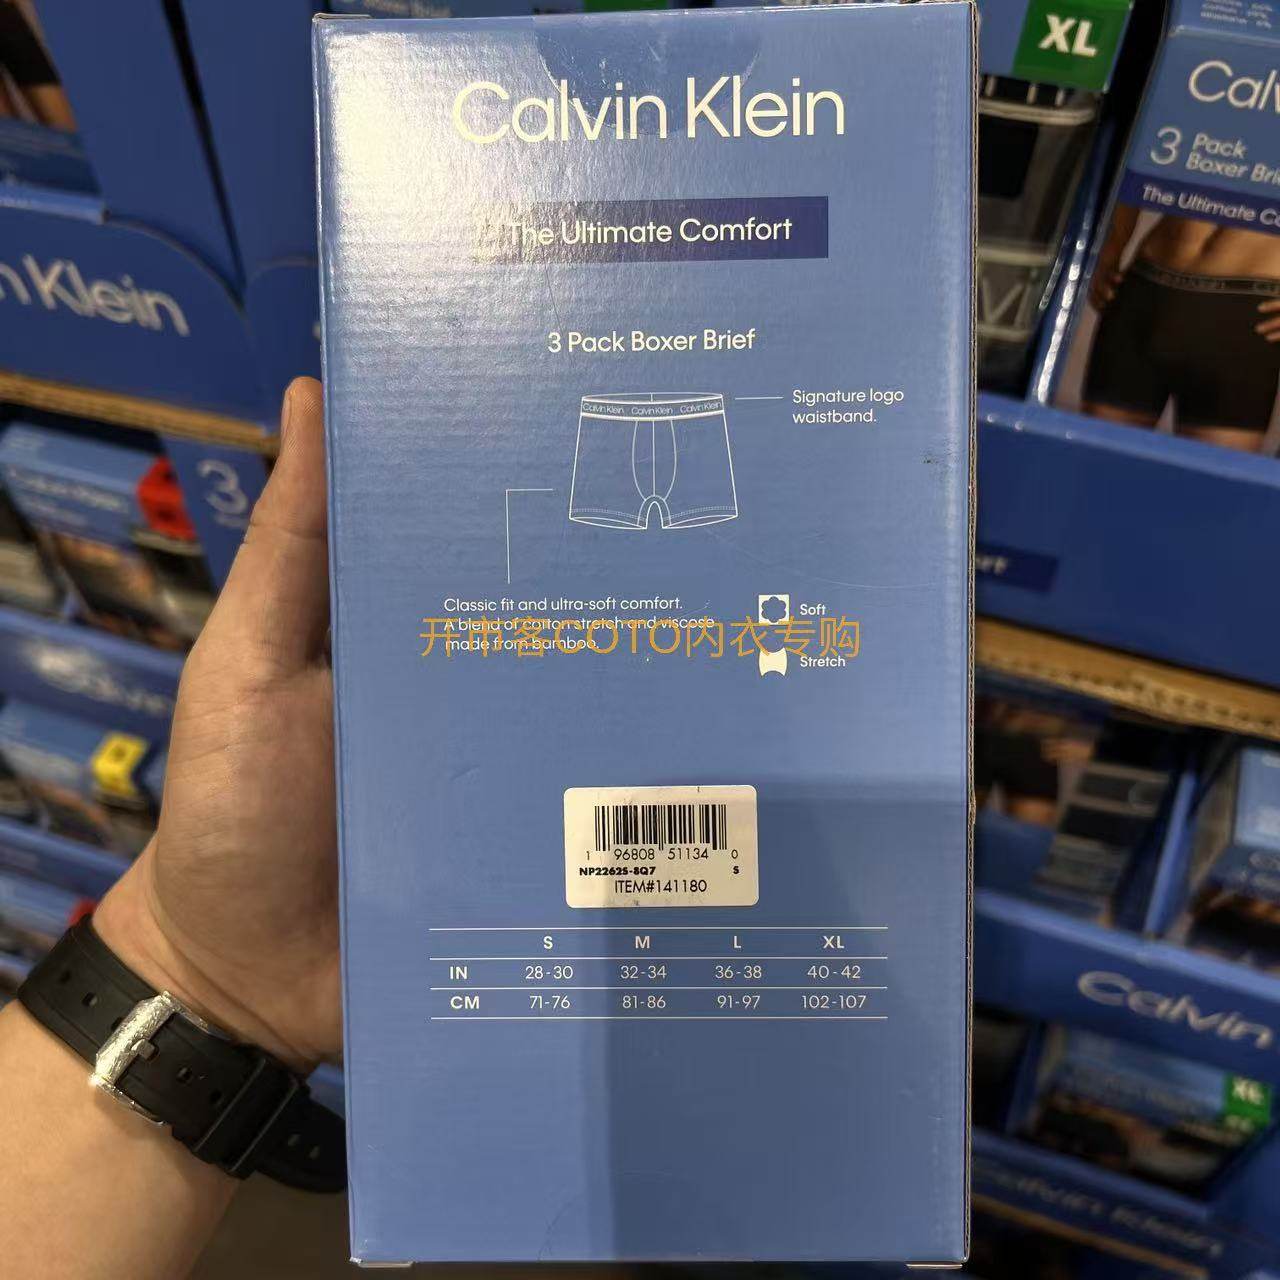 Calvin Klein
The Ultimate Comfort
3 Pack Boxer Brief
Calvin Klein Calvin Klein Calvin Klein
Signature logo
waistband.
Classic fit and ultra-soft comfort.
A blend of cotton stretch and viscose
made from bamboo.
Soft
Stretch
开市客COTO内衣专购
1 96808 51134 0
NP2262S-8Q7 S
ITEM#141180
S M L XL
IN 28-30 32-34 36-38 40-42
CM 71-76 81-86 91-97 102-107
XL
3 Pack
Boxer
The Ultimate
Klein
3
Calvin
XL